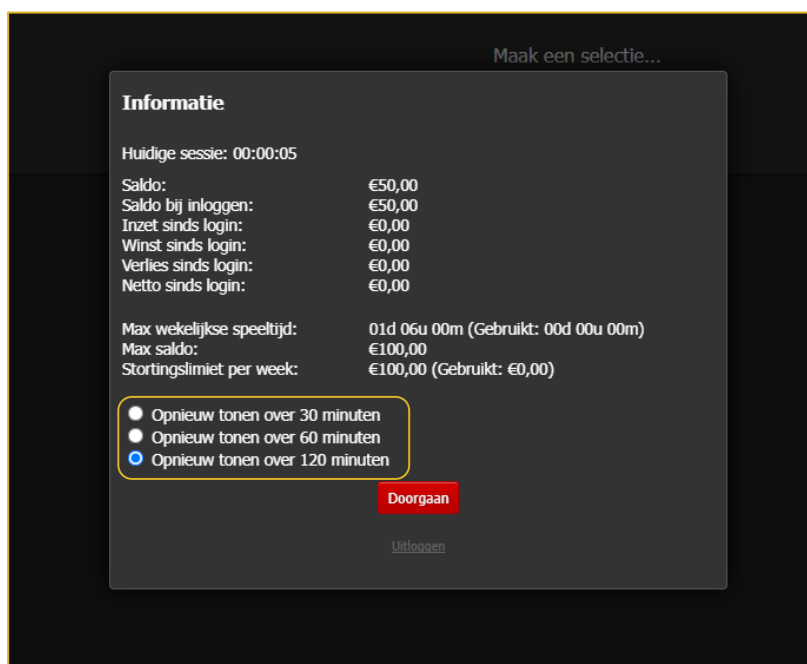 Maak een selectie...
Informatie
Huidige sessie: 00:00:05
Saldo: €50,00
Saldo bij inloggen: €50,00
Inzet sinds login: €0,00
Winst sinds login: €0,00
Verlies sinds login: €0,00
Netto sinds login: €0,00
Max wekelijkse speeltijd: 01d 06u 00m (Gebruikt: 00d 00u 00m)
Max saldo: €100,00
Stortingslimiet per week: €100,00 (Gebruikt: €0,00)
Opnieuw tonen over 30 minuten
Opnieuw tonen over 60 minuten
Opnieuw tonen over 120 minuten
Doorgaan
Uitloggen